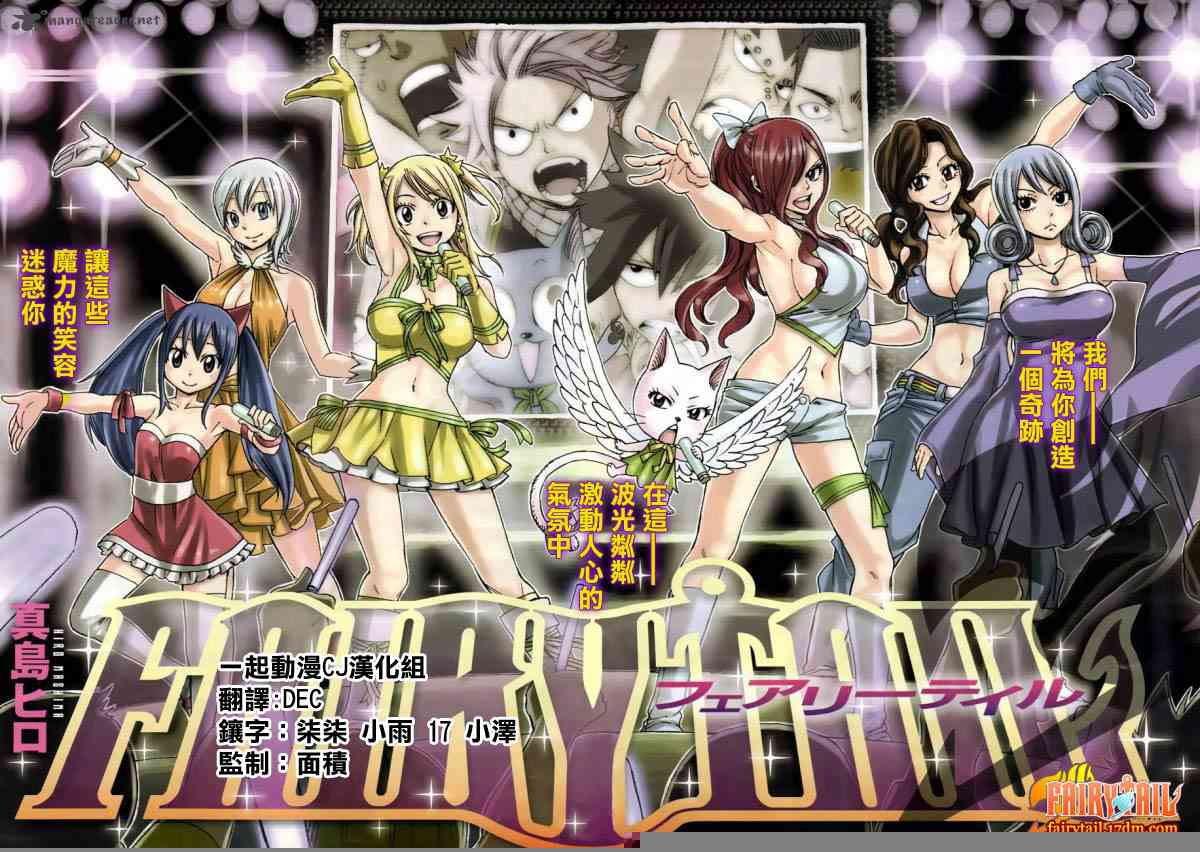 mangareader.net
讓這些
魔力的笑容
迷惑你
我們——
將為你創造
一個奇跡
在這——
波光粼粼
激動人心的
氣氛中
真島ヒロ
HIRO MASHIMA
FAIRY TAIL
フェアリーテイル
一起動漫CJ漢化組
翻譯:DEC
鑲字：柒柒 小雨 17 小澤
監制：面積
FAIRY TAIL
fairytail.17dm.com